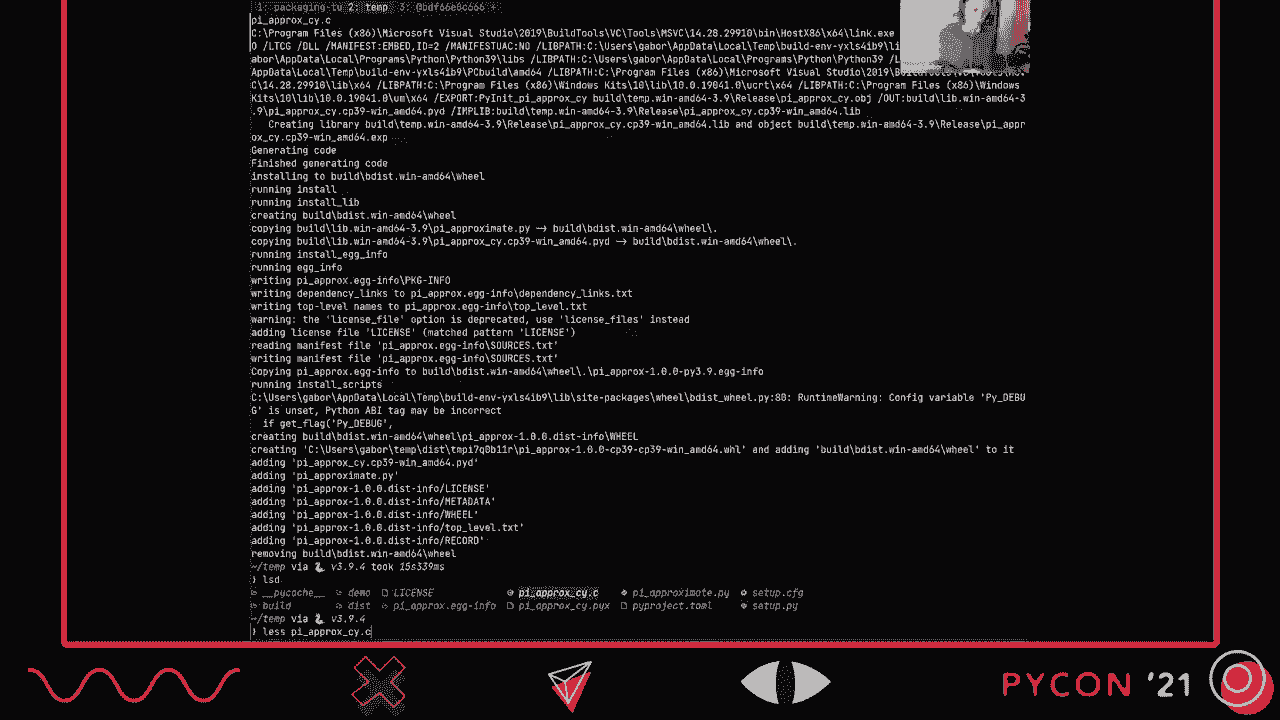 1: packaging-tu 2: temp 3: @bdf66e0c666 +
pi_approx_cy.c
C:\Program Files (x86)\Microsoft Visual Studio\2019\BuildTools\VC\Tools\MSVC\14.28.29910\bin\HostX86\x64\link.exe
O /LTCG /DLL /MANIFEST:EMBED,ID=2 /MANIFESTUAC:NO /LIBPATH:C:\Users\gabor\AppData\Local\Temp\build-env-yxls4ib9\li
abor\AppData\Local\Programs\Python\Python39\libs /LIBPATH:C:\Users\gabor\AppData\Local\Programs\Python\Python39 /L
AppData\Local\Temp\build-env-yxls4ib9\PCbuild\amd64 /LIBPATH:C:\Program Files (x86)\Microsoft Visual Studio\2019\BuildTools\VC\Tools\MSV
C\14.28.29910\lib\x64 /LIBPATH:C:\Program Files (x86)\Windows Kits\10\lib\10.0.19041.0\ucrt\x64 /LIBPATH:C:\Program Files (x86)\Windows
Kits\10\lib\10.0.19041.0\um\x64 /EXPORT:PyInit_pi_approx_cy build\temp.win-amd64-3.9\Release\pi_approx_cy.obj /OUT:build\lib.win-amd64-3
.9\pi_approx_cy.cp39-win_amd64.pyd /IMPLIB:build\temp.win-amd64-3.9\Release\pi_approx_cy.cp39-win_amd64.lib
Creating library build\temp.win-amd64-3.9\Release\pi_approx_cy.cp39-win_amd64.lib and object build\temp.win-amd64-3.9\Release\pi_appr
ox_cy.cp39-win_amd64.exp
Generating code
Finished generating code
installing to build\bdist.win-amd64\wheel
running install
running install_lib
creating build\bdist.win-amd64\wheel
copying build\lib.win-amd64-3.9\pi_approximate.py -> build\bdist.win-amd64\wheel\.
copying build\lib.win-amd64-3.9\pi_approx_cy.cp39-win_amd64.pyd -> build\bdist.win-amd64\wheel\.
running install_egg_info
running egg_info
writing pi_approx.egg-info\PKG-INFO
writing dependency_links to pi_approx.egg-info\dependency_links.txt
writing top-level names to pi_approx.egg-info\top_level.txt
warning: the 'license_file' option is deprecated, use 'license_files' instead
adding license file 'LICENSE' (matched pattern 'LICENSE')
reading manifest file 'pi_approx.egg-info\SOURCES.txt'
writing manifest file 'pi_approx.egg-info\SOURCES.txt'
Copying pi_approx.egg-info to build\bdist.win-amd64\wheel\.\pi_approx-1.0.0-py3.9.egg-info
running install_scripts
C:\Users\gabor\AppData\Local\Temp\build-env-yxls4ib9\lib\site-packages\wheel\bdist_wheel.py:80: RuntimeWarning: Config variable 'Py_DEBU
G' is unset, Python ABI tag may be incorrect
if get_flag('Py_DEBUG',
creating build\bdist.win-amd64\wheel\pi_approx-1.0.0.dist-info\WHEEL
creating 'C:\Users\gabor\temp\dist\tmpi7q0b11r\pi_approx-1.0.0-cp39-cp39-win_amd64.whl' and adding 'build\bdist.win-amd64\wheel' to it
adding 'pi_approx_cy.cp39-win_amd64.pyd'
adding 'pi_approximate.py'
adding 'pi_approx-1.0.0.dist-info/LICENSE'
adding 'pi_approx-1.0.0.dist-info/METADATA'
adding 'pi_approx-1.0.0.dist-info/WHEEL'
adding 'pi_approx-1.0.0.dist-info/top_level.txt'
adding 'pi_approx-1.0.0.dist-info/RECORD'
removing build\bdist.win-amd64\wheel
~/temp via 🐍 v3.9.4 took 15s339ms
❯ lsd
__pycache__ demo LICENSE pi_approx_cy.c pi_approximate.py setup.cfg
build dist pi_approx.egg-info pi_approx_cy.pyx pyproject.toml setup.py
~/temp via 🐍 v3.9.4
❯ less pi_approx_cy.c
PYCON '21